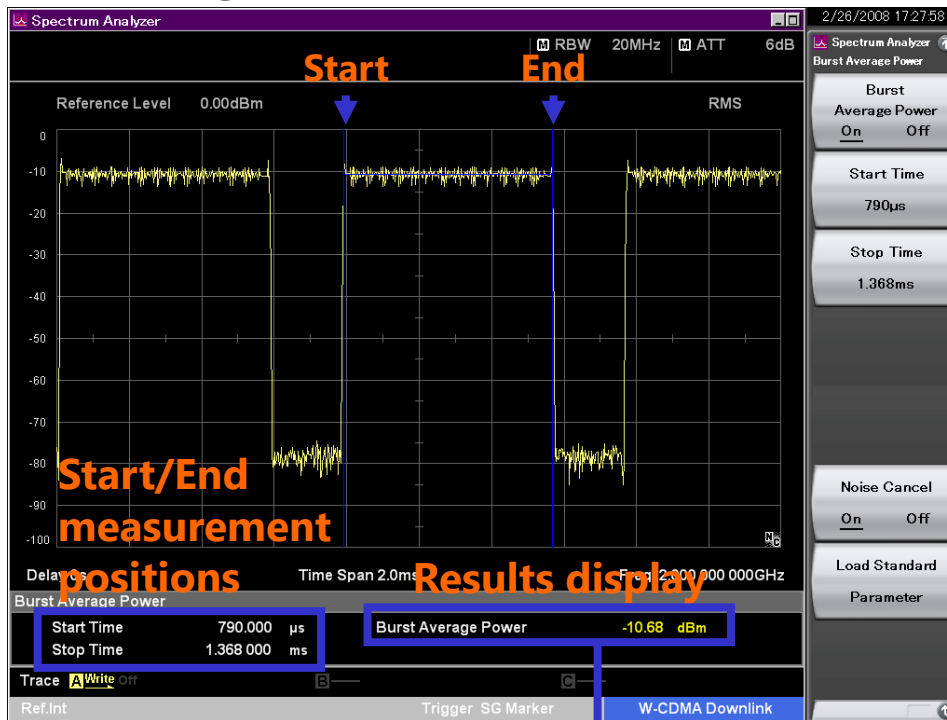 Spectrum Analyzer
2/26/2008 17:27:58
M RBW 20MHz M ATT 6dB
Spectrum Analyzer
Burst Average Power
Start
End
Reference Level 0.00dBm
RMS
Burst
Average Power
On Off
Start Time
790μs
Stop Time
1.368ms
0
-10
-20
-30
-40
-50
-60
-70
-80
-90
-100
Start/End
measurement
positions
Noise Cancel
On Off
Load Standard
Parameter
Time Span 2.0ms
Results display
Burst Average Power
Start Time 790.000 μs
Stop Time 1.368 000 ms
Burst Average Power -10.68 dBm
Trace A Write Off B C
Ref.Int
Trigger SG Marker
W-CDMA Downlink